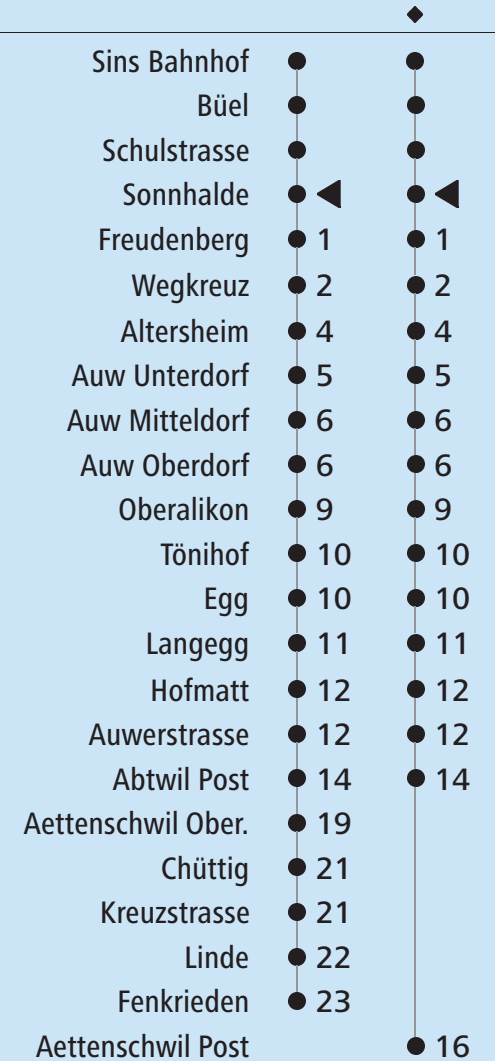 Sins Bahnhof
Büel
Schulstrasse
Sonnhalde
Freudenberg 1 1
Wegkreuz 2 2
Altersheim 4 4
Auw Unterdorf 5 5
Auw Mitteldorf 6 6
Auw Oberdorf 6 6
Oberalikon 9 9
Tönihof 10 10
Egg 10 10
Langegg 11 11
Hofmatt 12 12
Auwerstrasse 12 12
Abtwil Post 14 14
Aettenschwil Ober. 19
Chüttig 21
Kreuzstrasse 21
Linde 22
Fenkrieden 23
Aettenschwil Post 16